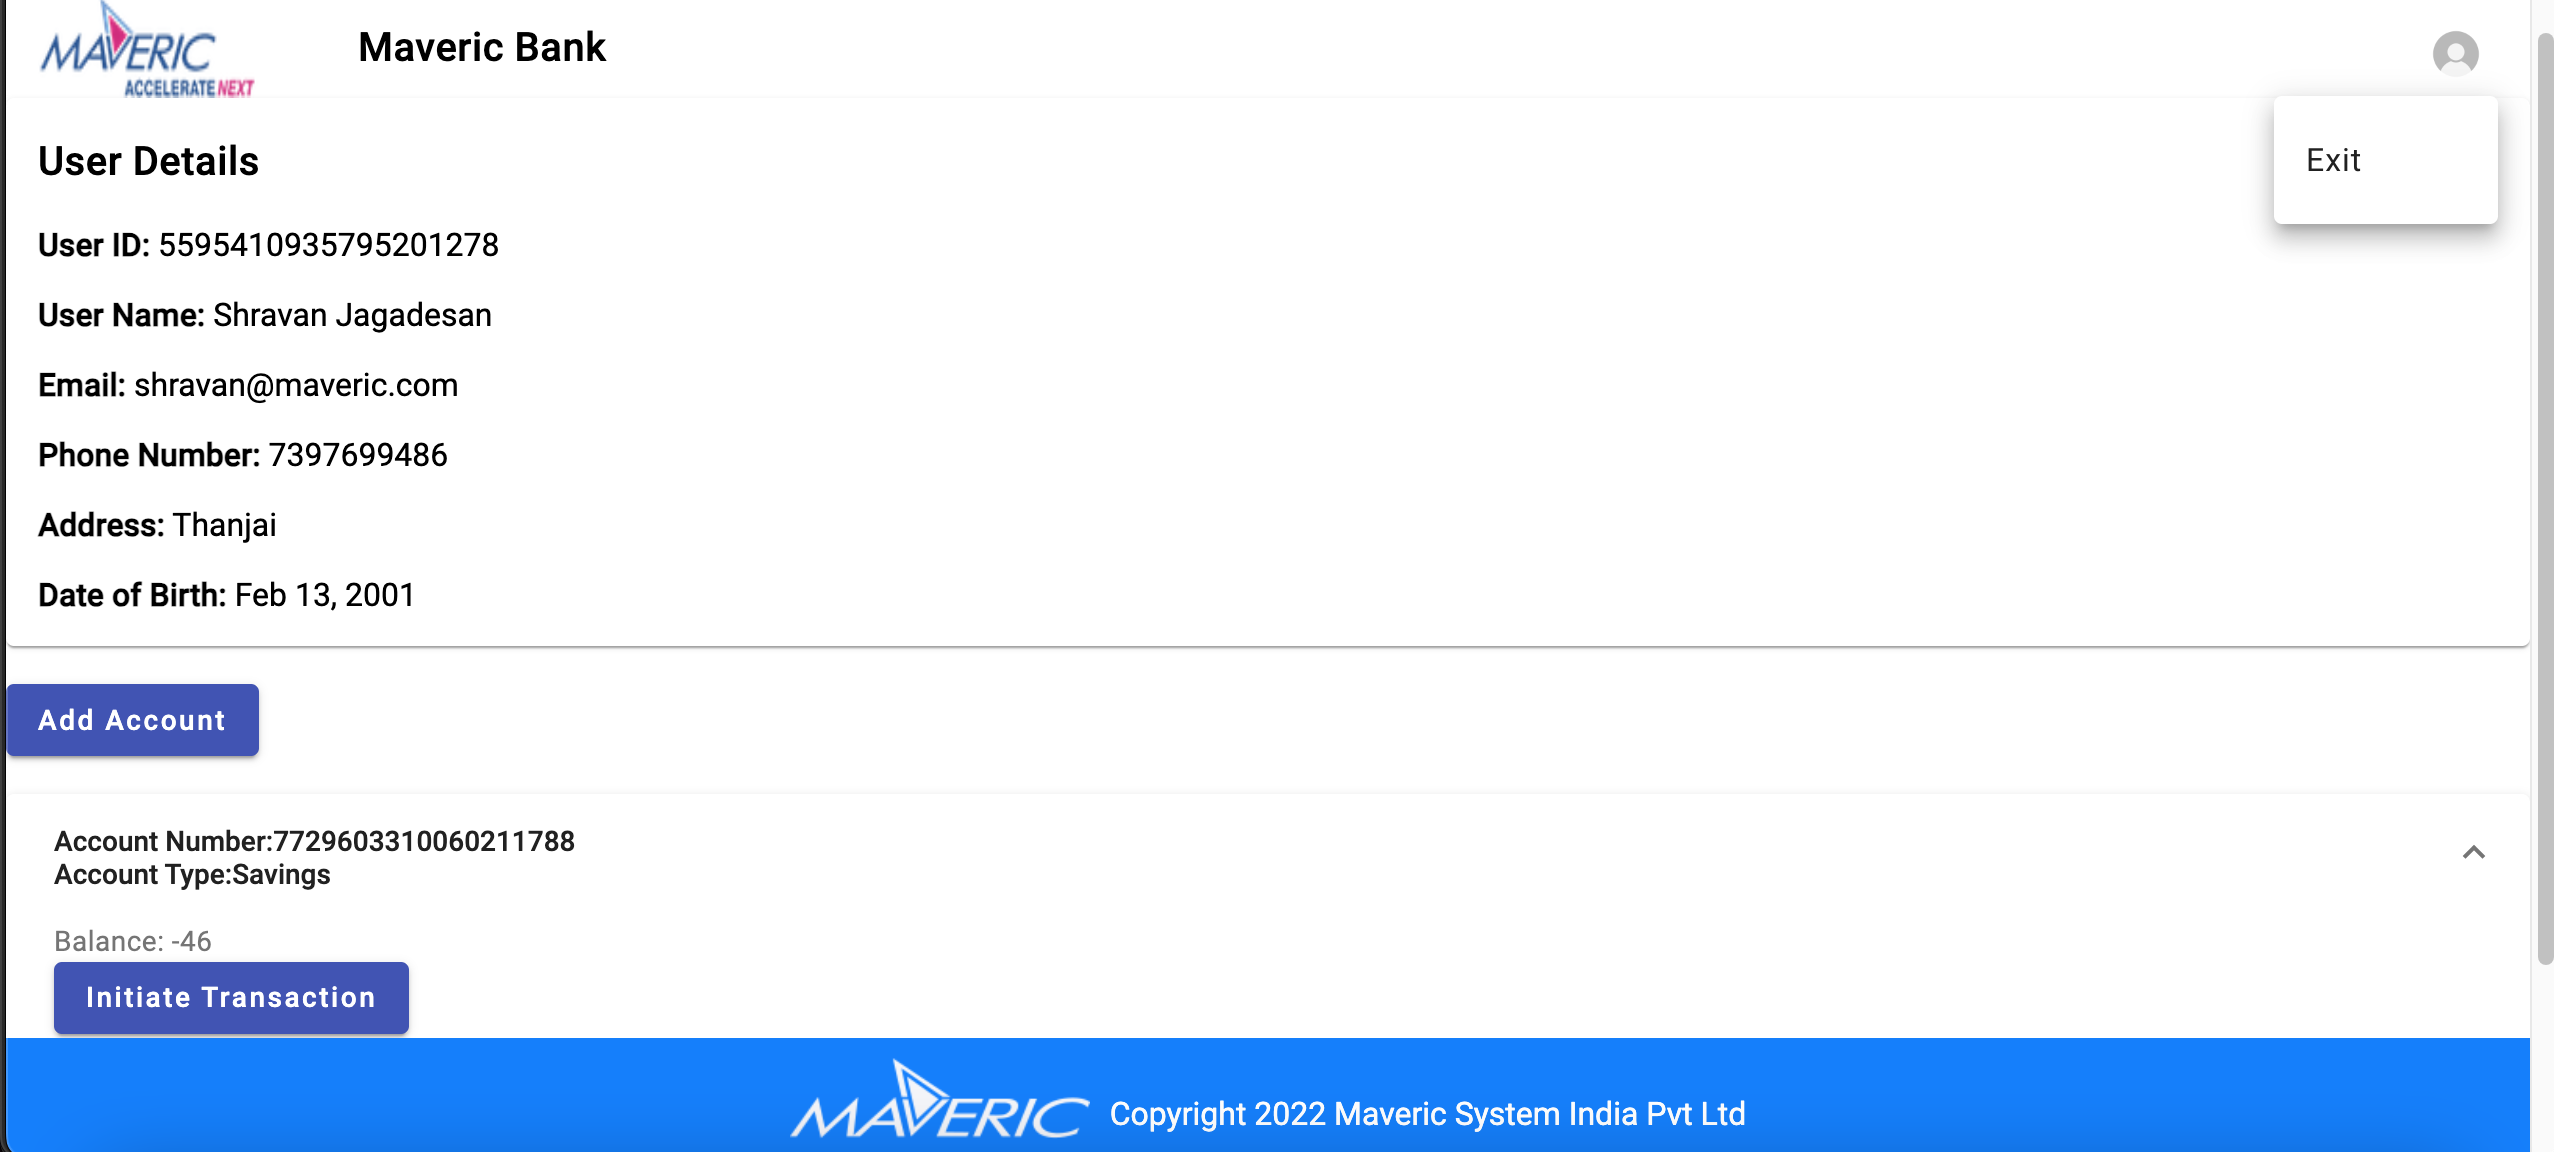 MAVERIC
ACCELERATE NEXT
Maveric Bank
Exit
User Details
User ID: 5595410935795201278
User Name: Shravan Jagadesan
Email: shravan@maveric.com
Phone Number: 7397699486
Address: Thanjai
Date of Birth: Feb 13, 2001
Add Account
Account Number:7729603310060211788
Account Type:Savings
Balance: -46
Initiate Transaction
MAVERIC Copyright 2022 Maveric System India Pvt Ltd